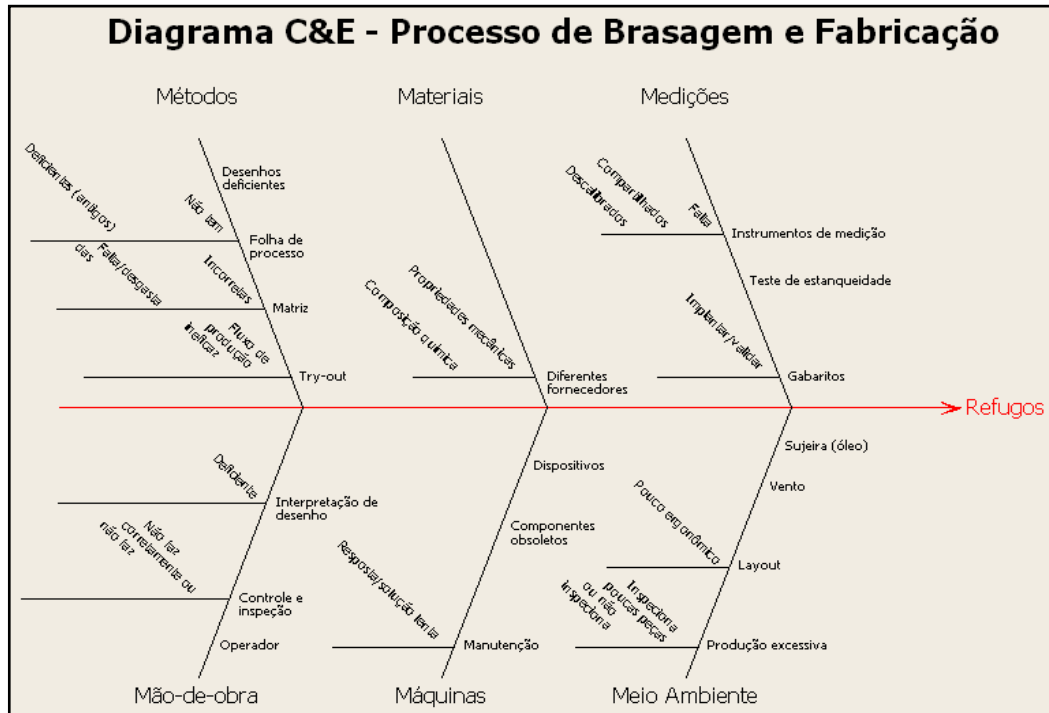 Diagrama C&E - Processo de Brasagem e Fabricação
Métodos
Materiais
Medições
Desenhos
deficientes
Deficientes (antigos)
Não tem
Folha de
processo
Falta/desgasta
das
Incorretas
Matriz
Fluxo de
produção
ineficaz
Try-out
Propriedades mecânicas
Composição química
Diferentes
fornecedores
Falta
Compartilhados
Descalibrados
Instrumentos de medição
Teste de estanqueidade
Implantar/validar
Gabaritos
Refugos
Deficiente
Interpretação de
desenho
Não faz
corretamente ou
não faz
Controle e
inspeção
Operador
Dispositivos
Componentes
obsoletos
Resposta/solução lenta
Manutenção
Sujeira (óleo)
Vento
Pouco ergonômico
Layout
Inspeciona
poucas peças
ou não
inspeciona
Produção excessiva
Mão-de-obra
Máquinas
Meio Ambiente